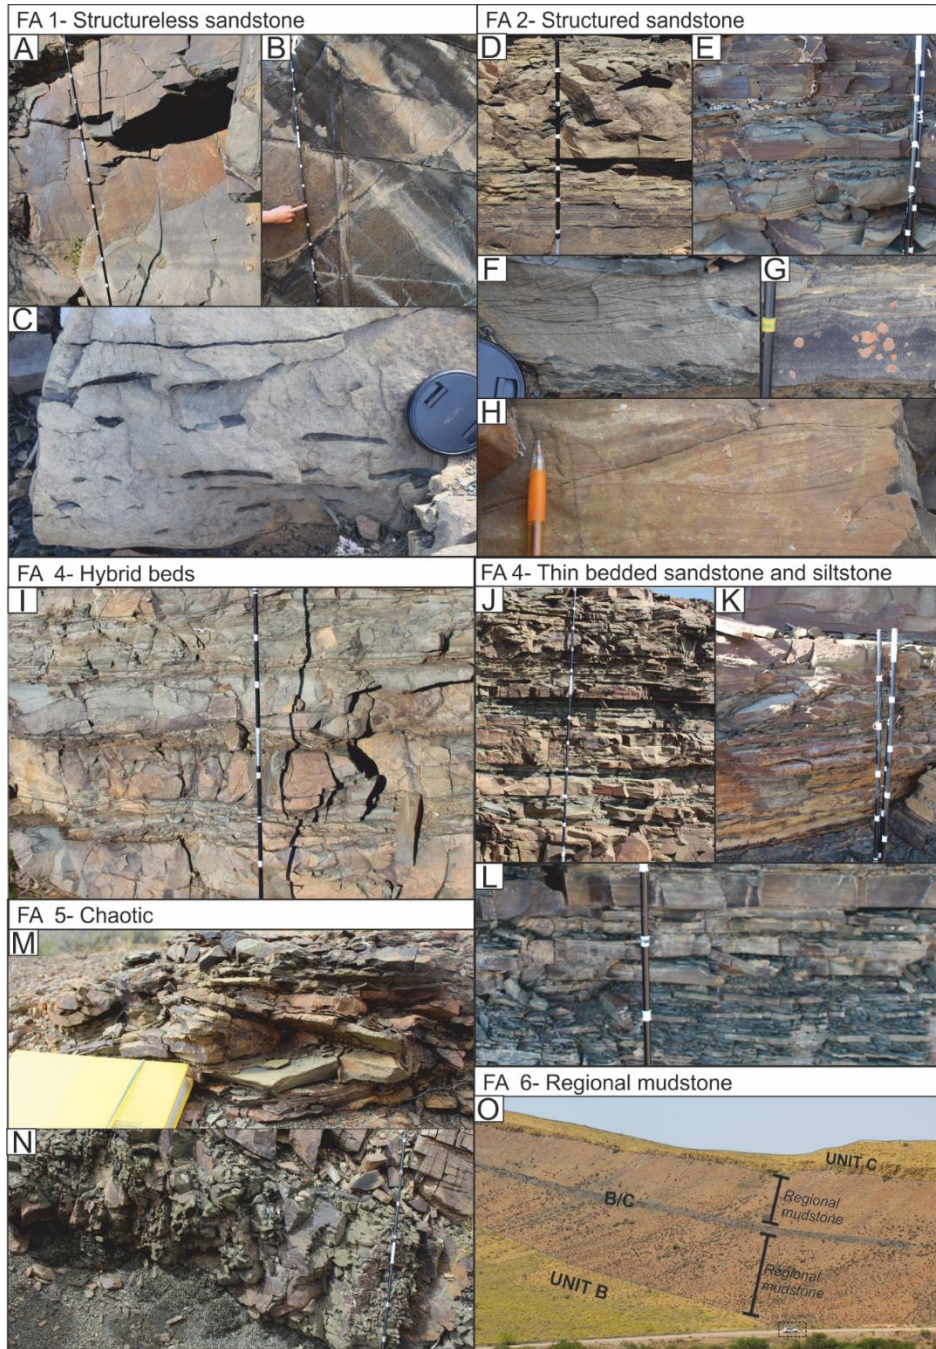 FA 1- Structureless sandstone
FA 2- Structured sandstone
A
B
D
E
C
F
G
H
FA 4- Hybrid beds
FA 4- Thin bedded sandstone and siltstone
I
J
K
FA 5- Chaotic
L
M
FA 6- Regional mudstone
O
UNIT C
B/C
Regional
mudstone
N
Regional
mudstone
UNIT B